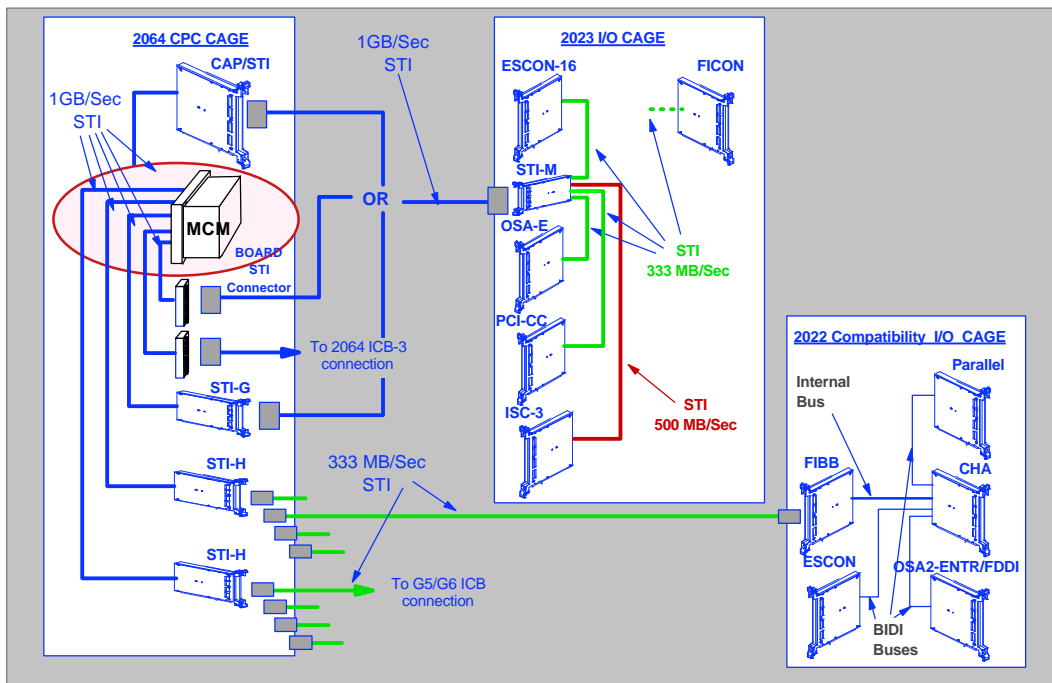 2064 CPC CAGE
CAP/STI
1GB/Sec
STI
MCM
BOARD
STI
Connector
To 2064 ICB-3
connection
STI-G
STI-H
STI-H
333 MB/Sec
STI
To G5/G6 ICB
connection
1GB/Sec
STI
OR
2023 I/O CAGE
ESCON-16
FICON
STI-M
OSA-E
STI
333 MB/Sec
PCI-CC
ISC-3
STI
500 MB/Sec
2022 Compatibility I/O CAGE
Parallel
Internal
Bus
FIBB
CHA
ESCON
OSA2-ENTR/FDDI
BIDI
Buses